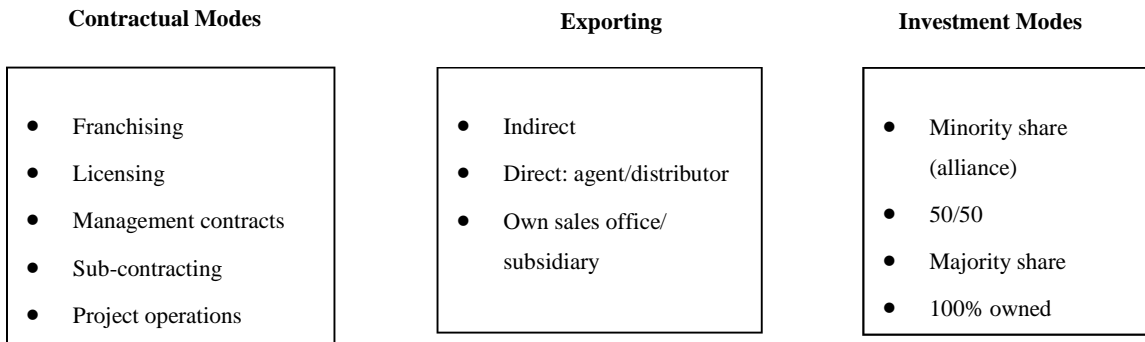 Contractual Modes
Exporting
Investment Modes
● Franchising
● Licensing
● Management contracts
● Sub-contracting
● Project operations
● Indirect
● Direct: agent/distributor
● Own sales office/
subsidiary
● Minority share
(alliance)
● 50/50
● Majority share
● 100% owned